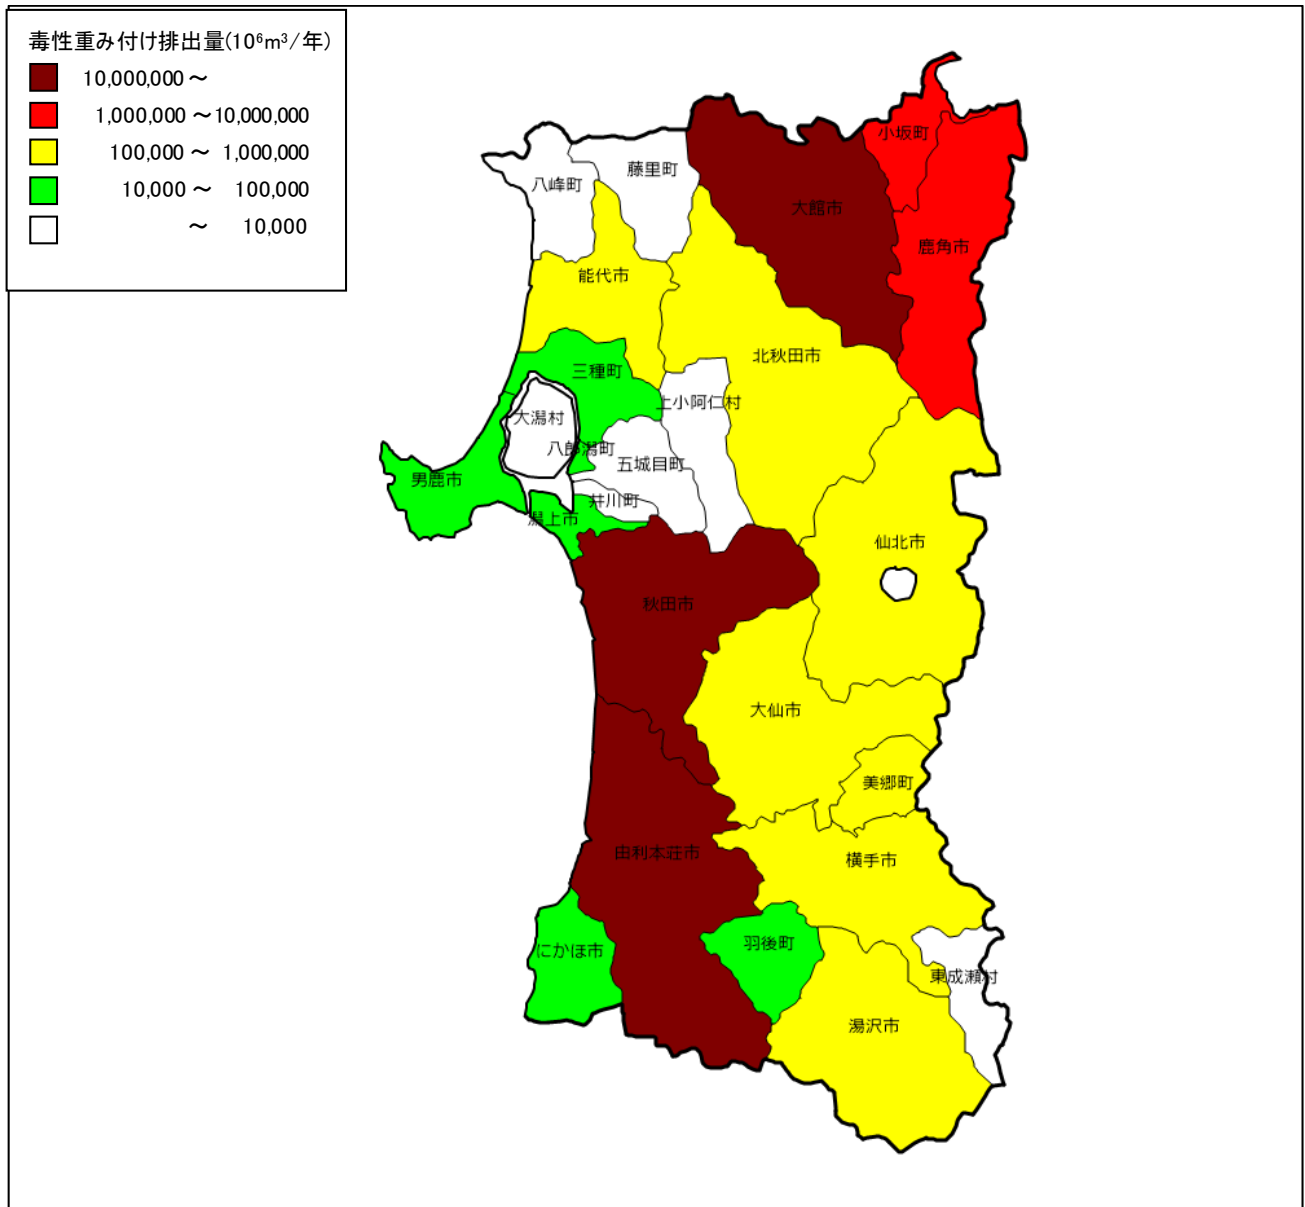 毒性重み付け排出量(10⁶m³/年)
10,000,000～
1,000,000～10,000,000
100,000～ 1,000,000
10,000～ 100,000
～ 10,000
小坂町
藤里町
八峰町
大館市
鹿角市
能代市
北秋田市
三種町
上小阿仁村
大潟村
八郎潟町
五城目町
男鹿市
井川町
潟上市
仙北市
秋田市
大仙市
美郷町
由利本荘市
横手市
羽後町
にかほ市
東成瀬村
湯沢市